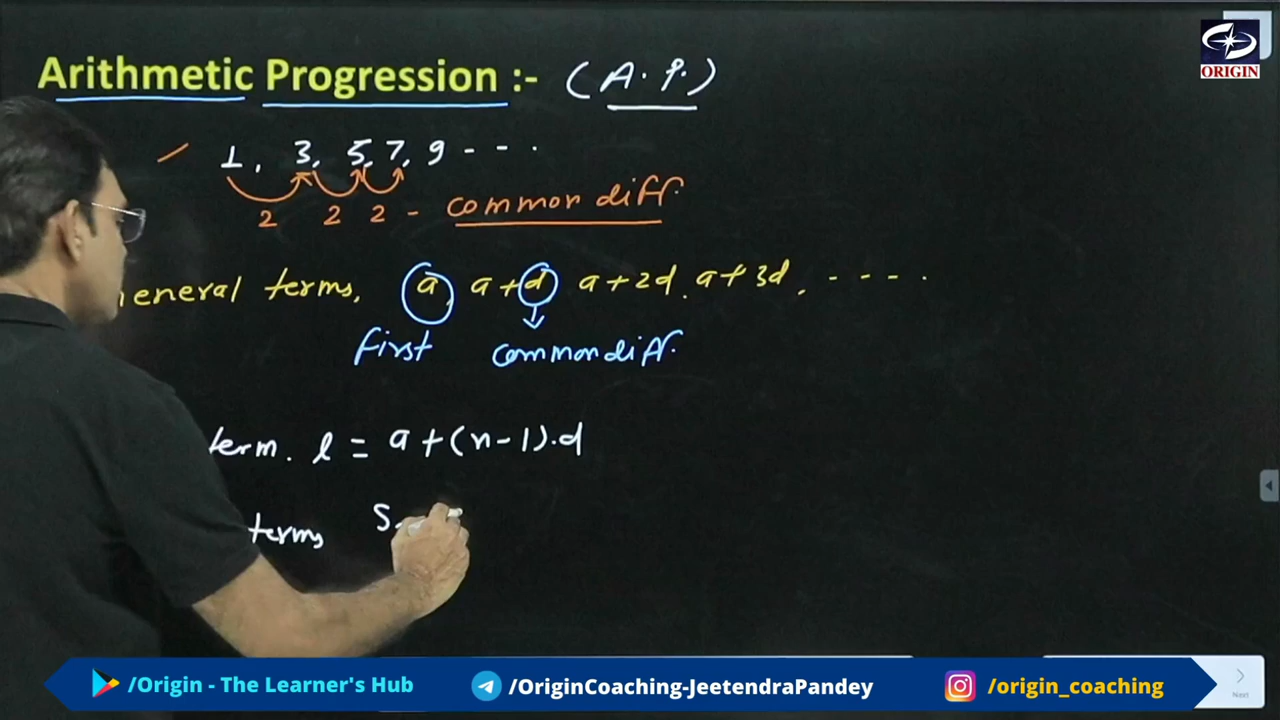 Arithmetic Progression :- (A.P.)
ORIGIN
1, 3, 5, 7, 9 - - - .
2 2 2 - common diff.
eneral terms, a, a+d a+2d, a+3d, - - - - .
first common diff.
term. l = a+(n-1).d
terms S
/Origin - The Learner's Hub
/OriginCoaching-JeetendraPandey
/origin_coaching
Next